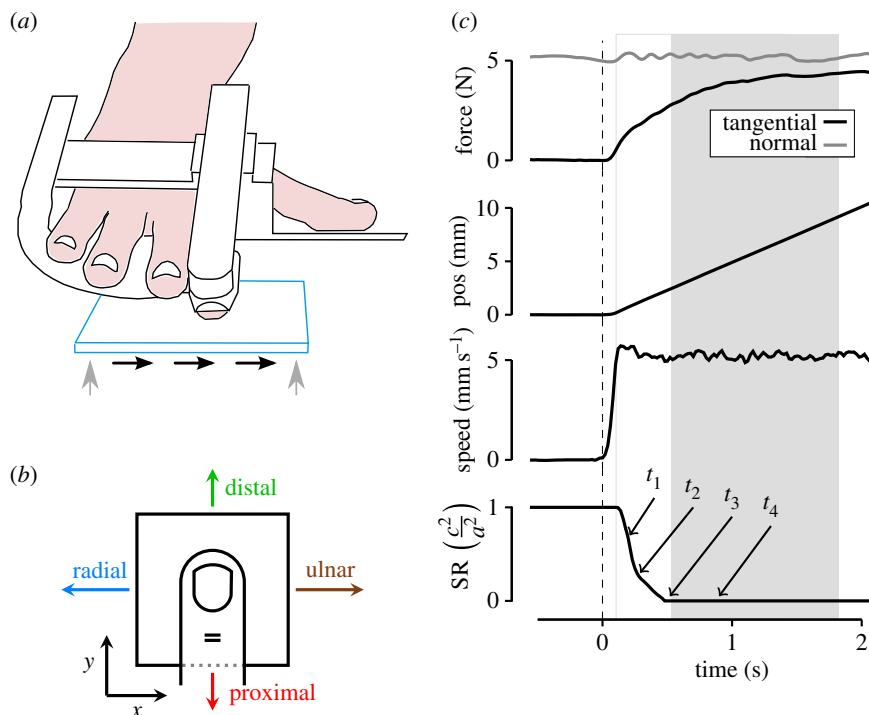 (a)
(b)
distal
radial
ulnar
=
proximal
y
x
(c)
force (N)
5
0
tangential
normal
pos (mm)
10
5
0
speed (mm s⁻¹)
5
0
SR (c²/a²)
1
0
t₁
t₂
t₃
t₄
0 1 2
time (s)